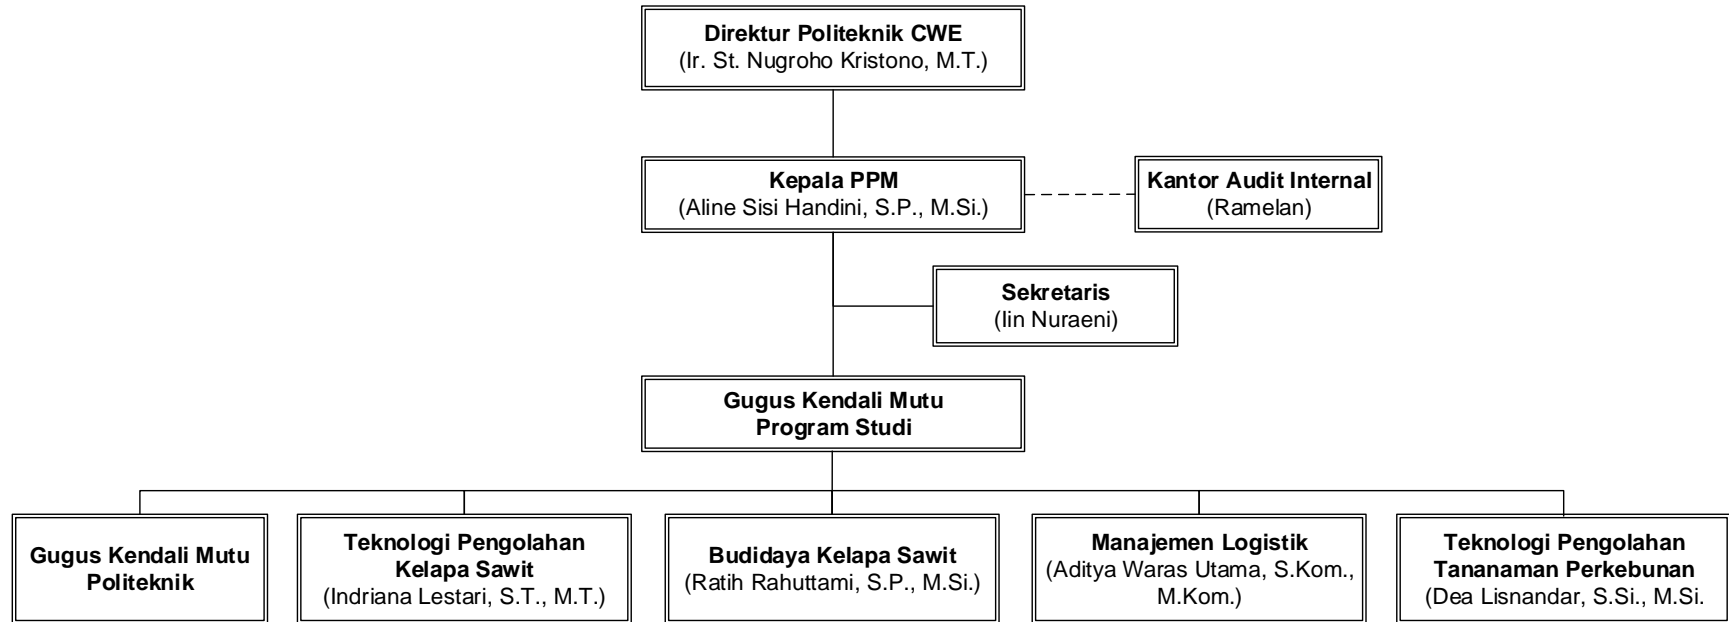 Direktur Politeknik CWE
(Ir. St. Nugroho Kristono, M.T.)
Kepala PPM
(Aline Sisi Handini, S.P., M.Si.)
Kantor Audit Internal
(Ramelan)
Sekretaris
(Iin Nuraeni)
Gugus Kendali Mutu
Program Studi
Gugus Kendali Mutu
Politeknik
Teknologi Pengolahan
Kelapa Sawit
(Indriana Lestari, S.T., M.T.)
Budidaya Kelapa Sawit
(Ratih Rahuttami, S.P., M.Si.)
Manajemen Logistik
(Aditya Waras Utama, S.Kom.,
M.Kom.)
Teknologi Pengolahan
Tananaman Perkebunan
(Dea Lisnandar, S.Si., M.Si.